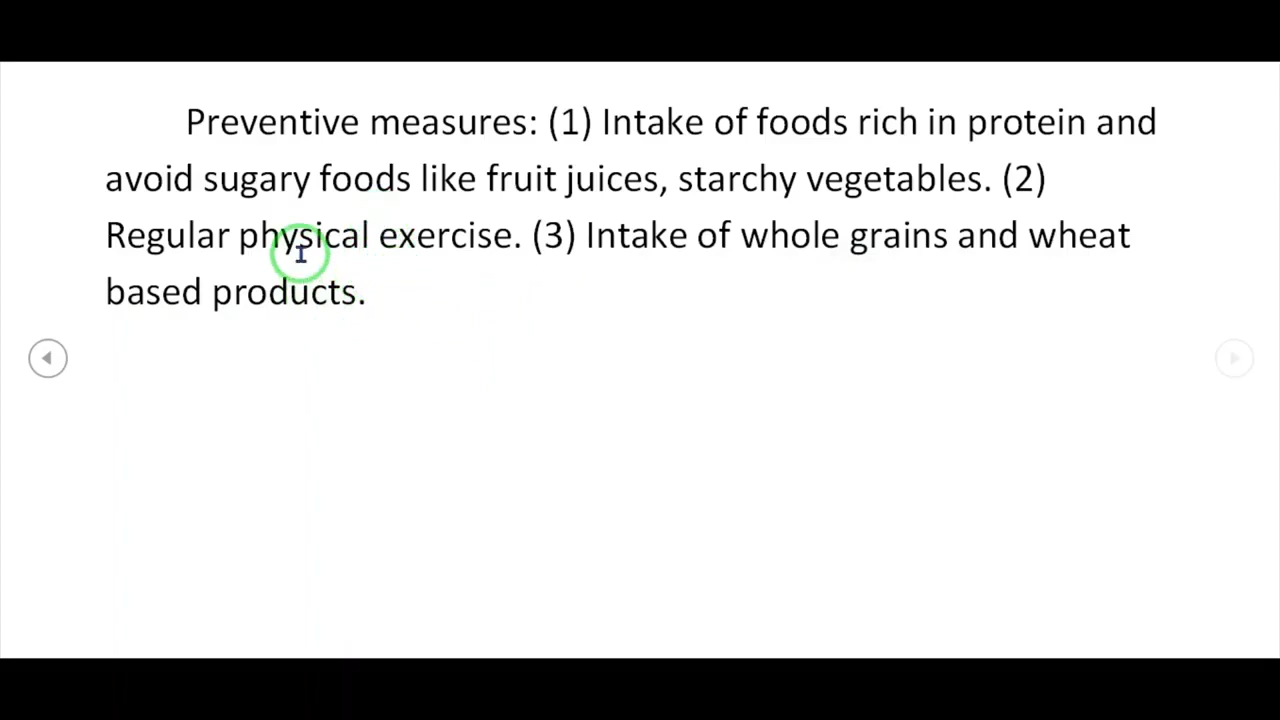 Preventive measures: (1) Intake of foods rich in protein and
avoid sugary foods like fruit juices, starchy vegetables. (2)
Regular physical exercise. (3) Intake of whole grains and wheat
based products.